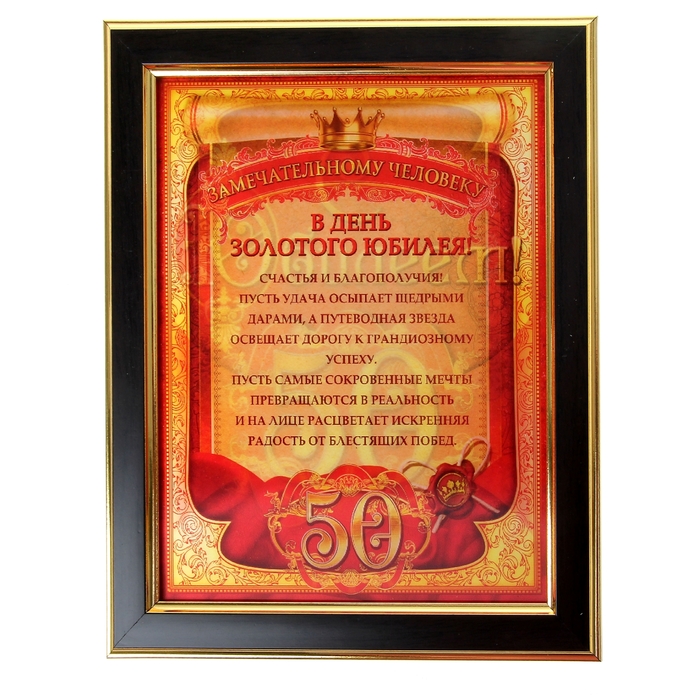 ЗАМЕЧАТЕЛЬНОМУ ЧЕЛОВЕКУ
В ДЕНЬ
ЗОЛОТОГО ЮБИЛЕЯ!
СЧАСТЬЯ И БЛАГОПОЛУЧИЯ!
ПУСТЬ УДАЧА ОСЫПАЕТ ЩЕДРЫМИ
ДАРАМИ, А ПУТЕВОДНАЯ ЗВЕЗДА
ОСВЕЩАЕТ ДОРОГУ К ГРАНДИОЗНОМУ
УСПЕХУ.
ПУСТЬ САМЫЕ СОКРОВЕННЫЕ МЕЧТЫ
ПРЕВРАЩАЮТСЯ В РЕАЛЬНОСТЬ
И НА ЛИЦЕ РАСЦВЕТАЕТ ИСКРЕННЯЯ
РАДОСТЬ ОТ БЛЕСТЯЩИХ ПОБЕД.
50
50